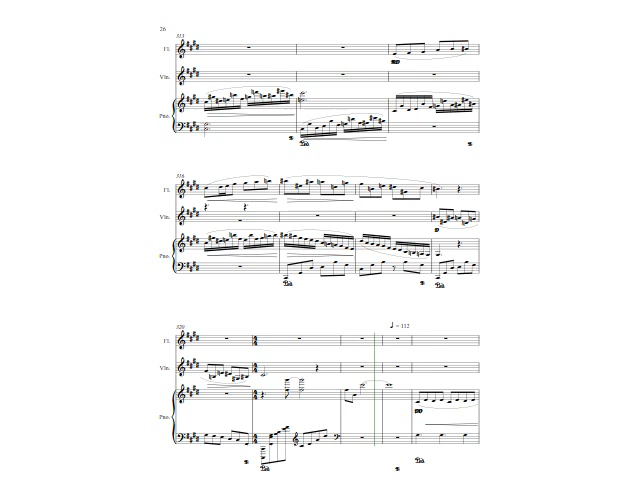 26
313
Fl.
Vln.
Pno.
316
Fl.
Vln.
Pno.
320
= 112
Fl.
Vln.
Pno.